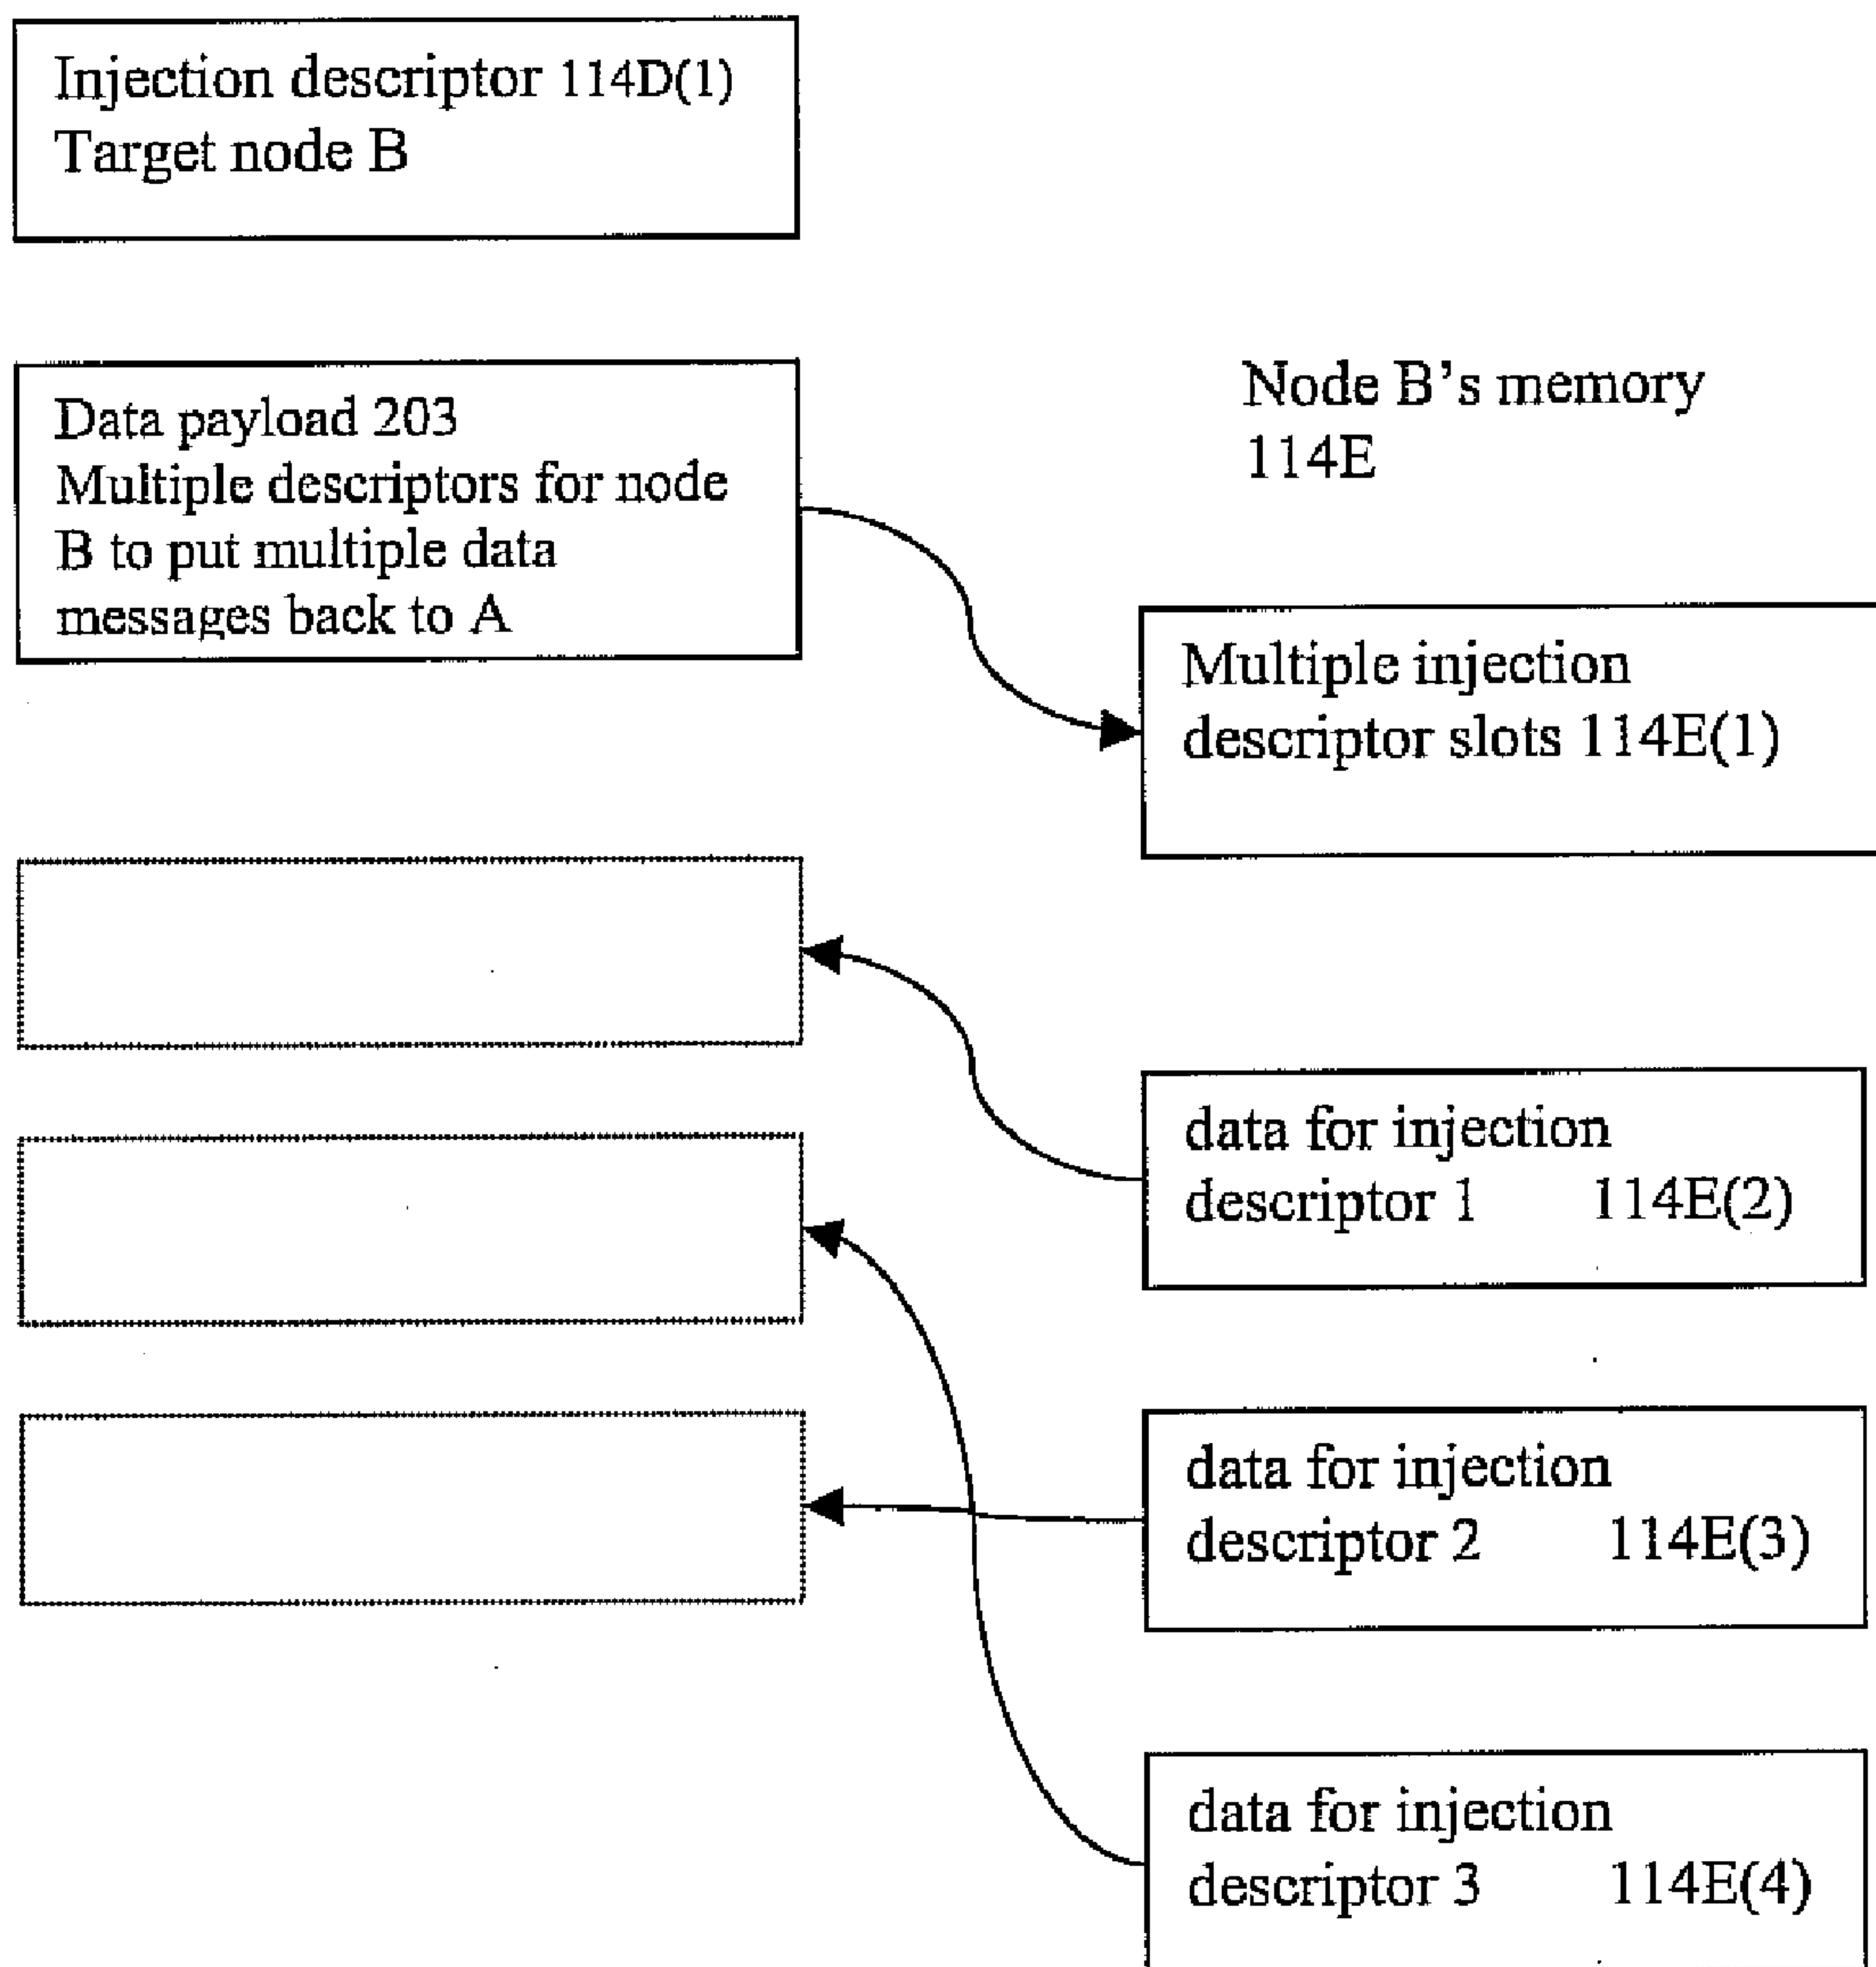 Injection descriptor 114D(1)
Target node B
Data payload 203
Multiple descriptors for node
B to put multiple data
messages back to A
Node B's memory
114E
Multiple injection
descriptor slots 114E(1)
data for injection
descriptor 1 114E(2)
data for injection
descriptor 2 114E(3)
data for injection
descriptor 3 114E(4)